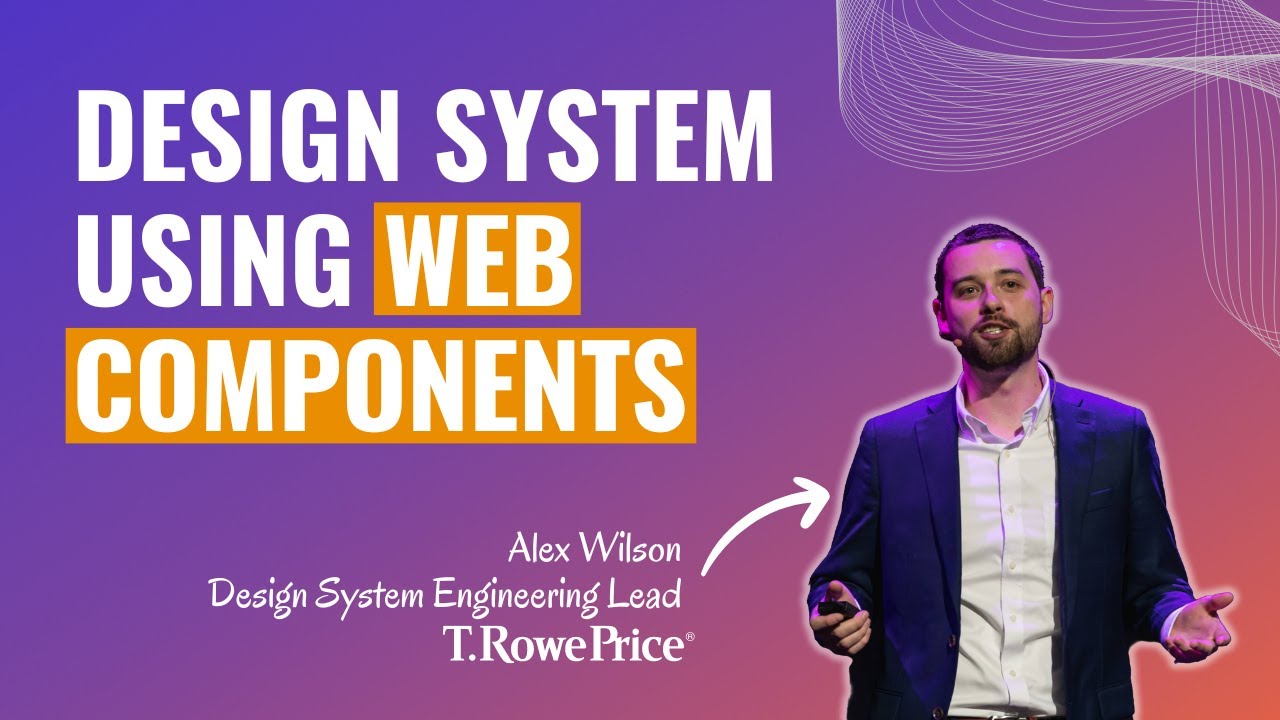 DESIGN SYSTEM
USING WEB
COMPONENTS
Alex Wilson
Design System Engineering Lead
T.RowePrice®